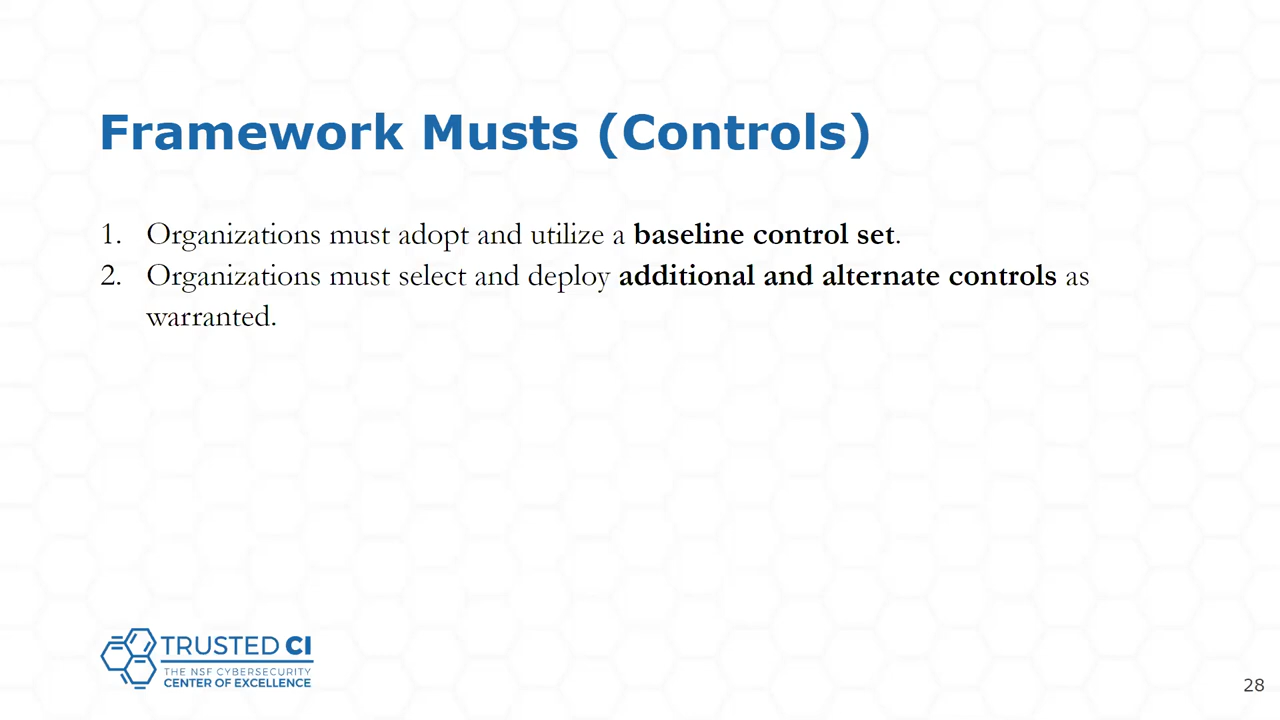 Framework Musts (Controls)
1. Organizations must adopt and utilize a baseline control set.
2. Organizations must select and deploy additional and alternate controls as
warranted.
TRUSTED CI
THE NSF CYBERSECURITY
CENTER OF EXCELLENCE
28